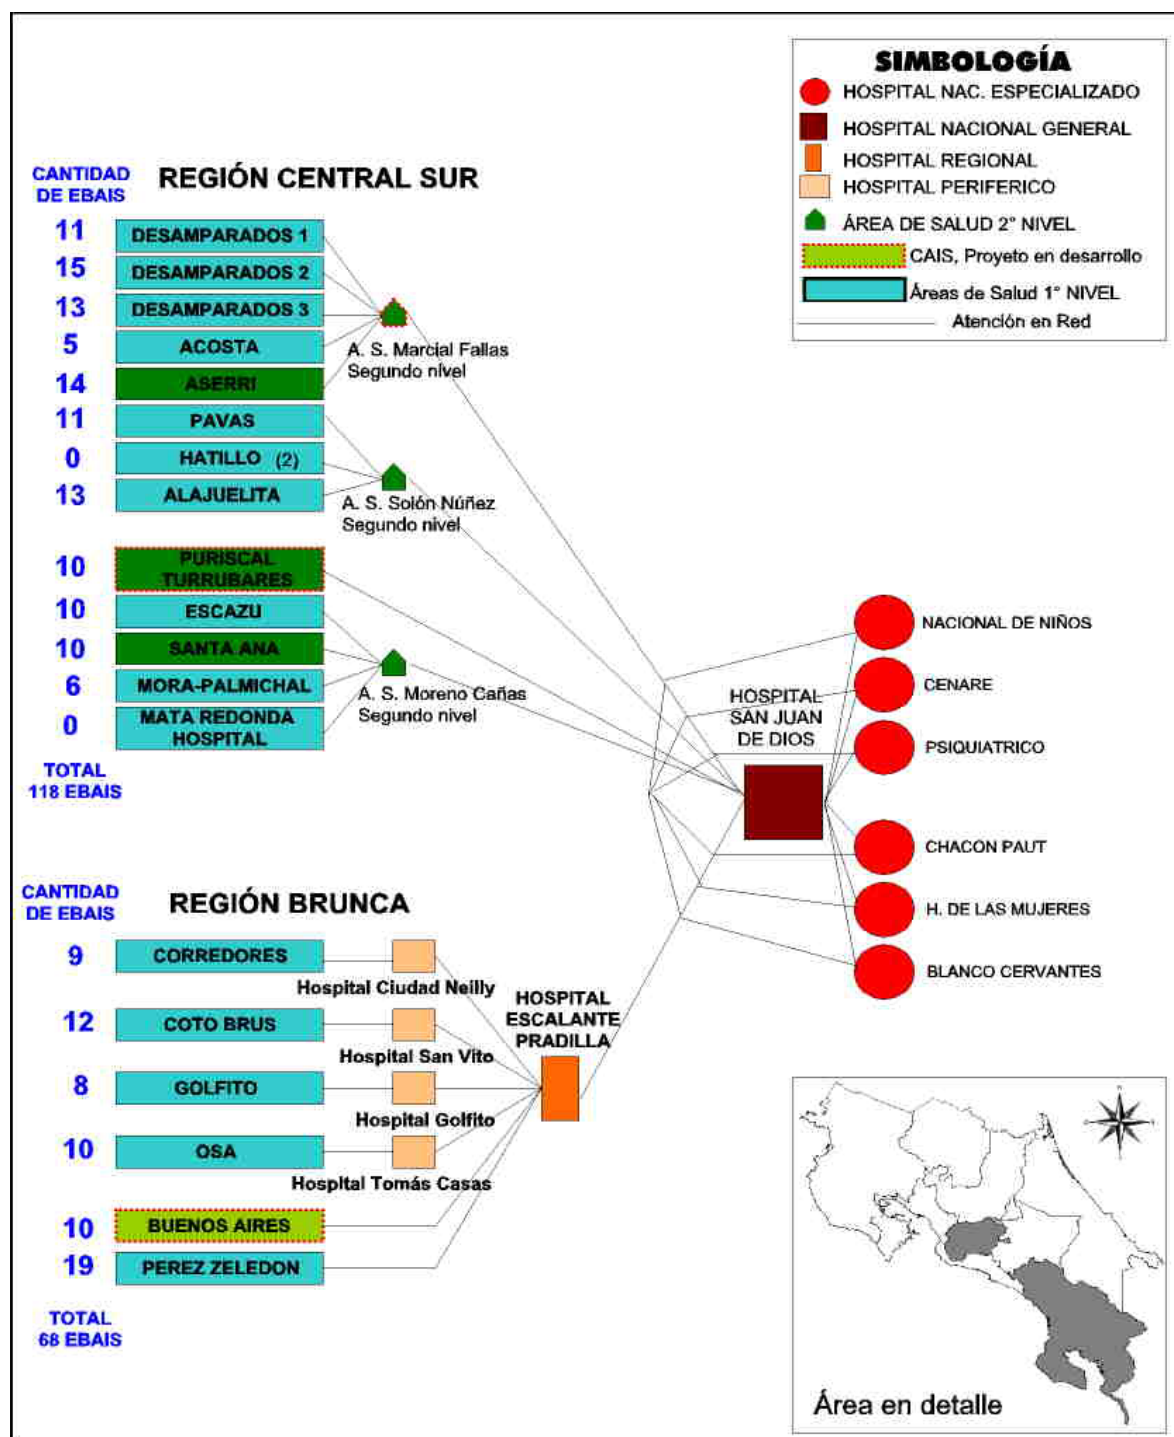 SIMBOLOGÍA
HOSPITAL NAC. ESPECIALIZADO
HOSPITAL NACIONAL GENERAL
HOSPITAL REGIONAL
HOSPITAL PERIFERICO
ÁREA DE SALUD 2° NIVEL
CAIS, Proyeto en desarrollo
Áreas de Salud 1° NIVEL
Atención en Red
CANTIDAD
DE EBAIS
REGIÓN CENTRAL SUR
11 DESAMPARADOS 1
15 DESAMPARADOS 2
13 DESAMPARADOS 3
5 ACOSTA
14 ASERRI
11 PAVAS
0 HATILLO (2)
13 ALAJUELITA
A. S. Marcial Fallas
Segundo nivel
A. S. Solón Núñez
Segundo nivel
10 PURISCAL
TURRUBARES
10 ESCAZU
10 SANTA ANA
6 MORA-PALMICHAL
0 MATA REDONDA
HOSPITAL
A. S. Moreno Cañas
Segundo nivel
TOTAL
118 EBAIS
HOSPITAL
SAN JUAN
DE DIOS
NACIONAL DE NIÑOS
CENARE
PSIQUIATRICO
CHACON PAUT
H. DE LAS MUJERES
BLANCO CERVANTES
CANTIDAD
DE EBAIS
REGIÓN BRUNCA
9 CORREDORES
Hospital Ciudad Neilly
12 COTO BRUS
Hospital San Vito
8 GOLFITO
Hospital Golfito
10 OSA
Hospital Tomás Casas
10 BUENOS AIRES
19 PEREZ ZELEDON
HOSPITAL
ESCALANTE
PRADILLA
TOTAL
68 EBAIS
Área en detalle